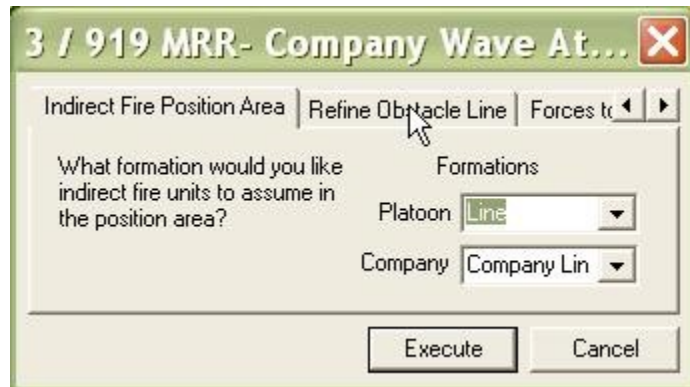 3 / 919 MRR- Company Wave At...
Indirect Fire Position Area
Refine Obstacle Line
Forces to
What formation would you like
indirect fire units to assume in
the position area?
Formations
Platoon
Line
Company
Company Lin
Execute
Cancel